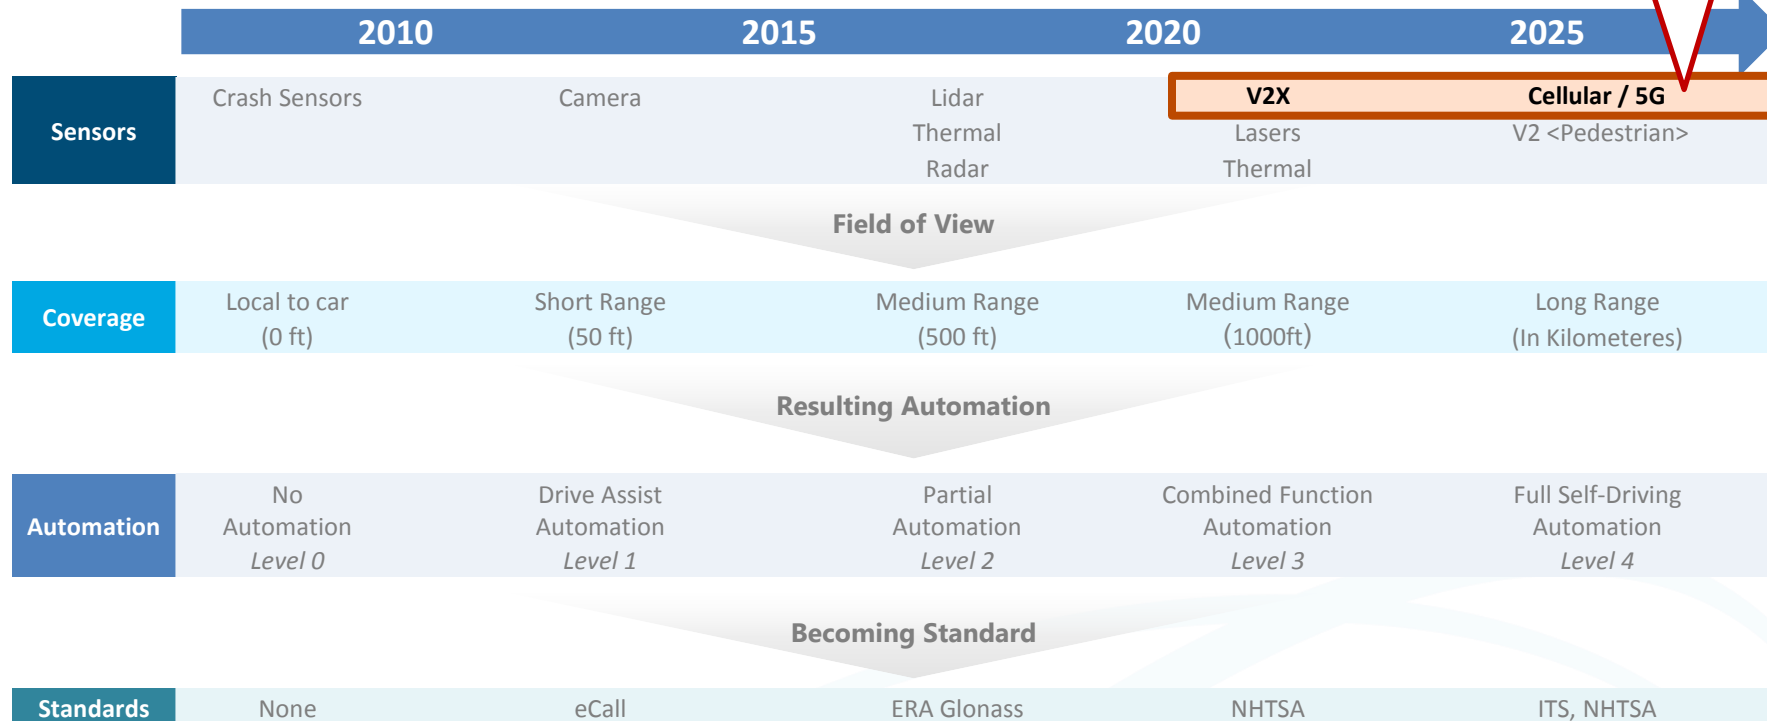 2010 2015 2020 2025
Crash Sensors Camera Lidar V2X Cellular / 5G
Sensors Thermal Lasers V2 <Pedestrian>
Radar Thermal
Field of View
Coverage Local to car Short Range Medium Range Medium Range Long Range
(0 ft) (50 ft) (500 ft) (1000ft) (In Kilometeres)
Resulting Automation
No Drive Assist Partial Combined Function Full Self-Driving
Automation Automation Automation Automation Automation Automation
Level 0 Level 1 Level 2 Level 3 Level 4
Becoming Standard
Standards None eCall ERA Glonass NHTSA ITS, NHTSA